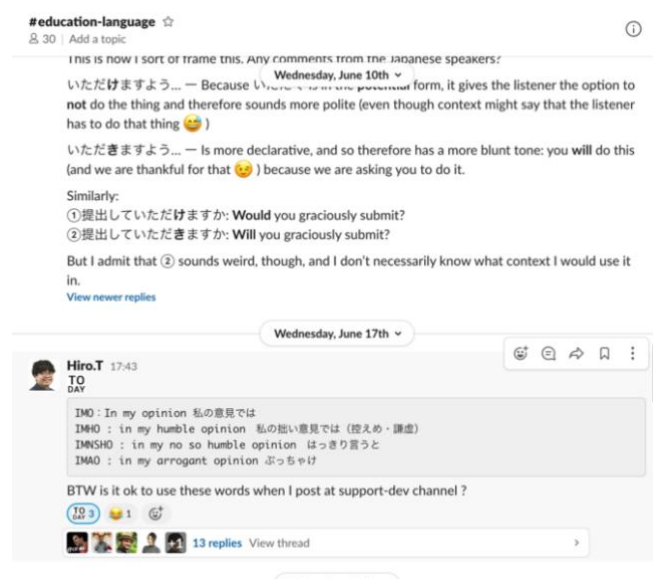 #education-language
30 Add a topic
This is how I sort of frame this. Any comments from the Japanese speakers?
Wednesday, June 10th
いただけますよう... — Because form, it gives the listener the option to
not do the thing and therefore sounds more polite (even though context might say that the listener
has to do that thing )
いただきますよう... — Is more declarative, and so therefore has a more blunt tone: you will do this
(and we are thankful for that ) because we are asking you to do it.
Similarly:
①提出していただけますか: Would you graciously submit?
②提出していただきますか: Will you graciously submit?
But I admit that ② sounds weird, though, and I don't necessarily know what context I would use it
in.
View newer replies
Wednesday, June 17th
Hiro.T 17:43
TO
DAY
IMO：In my opinion 私の意見では
IMHO : in my humble opinion 私の拙い意見では（控えめ・謙虚）
IMNSHO : in my no so humble opinion はっきり言うと
IMAO : in my arrogant opinion ぶっちゃけ
BTW is it ok to use these words when I post at support-dev channel ?
TO DAY 3 1
+1 13 replies View thread